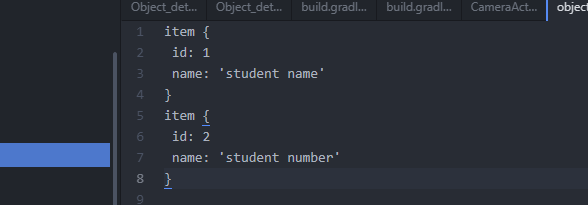 Object_det...
Object_det...
build.gradl...
build.gradl...
CameraAct...
object
1 item {
2 id: 1
3 name: 'student name'
4 }
5 item {
6 id: 2
7 name: 'student number'
8 }
9